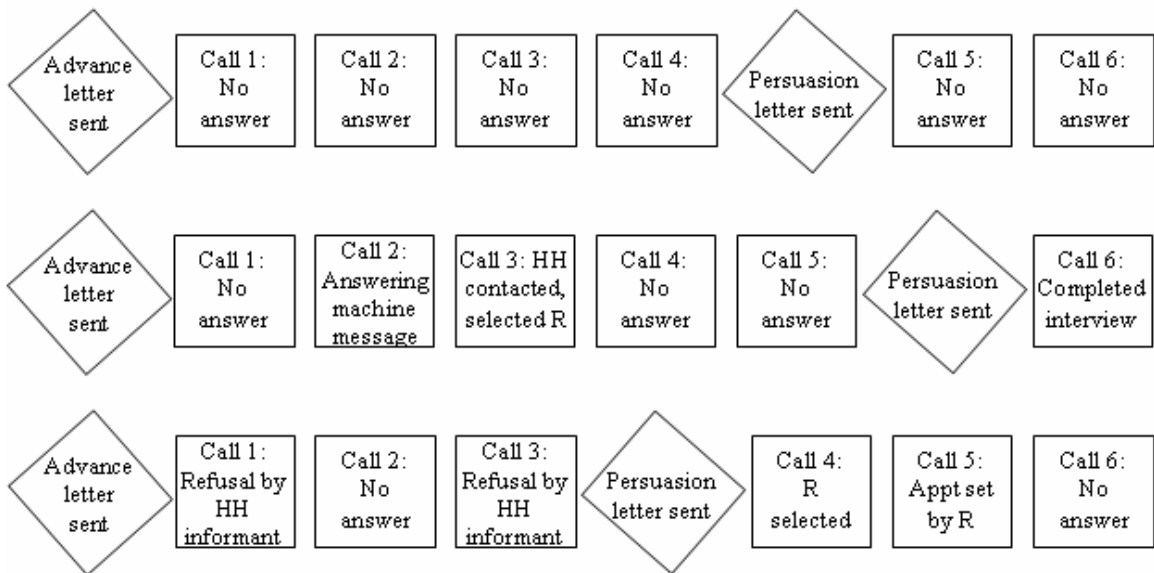 Advance
letter
sent
Call 1:
No
answer
Call 2:
No
answer
Call 3:
No
answer
Call 4:
No
answer
Persuasion
letter sent
Call 5:
No
answer
Call 6:
No
answer
Advance
letter
sent
Call 1:
No
answer
Call 2:
Answering
machine
message
Call 3: HH
contacted,
selected R
Call 4:
No
answer
Call 5:
No
answer
Persuasion
letter sent
Call 6:
Completed
interview
Advance
letter
sent
Call 1:
Refusal by
HH
informant
Call 2:
No
answer
Call 3:
Refusal by
HH
informant
Persuasion
letter sent
Call 4:
R
selected
Call 5:
Appt set
by R
Call 6:
No
answer